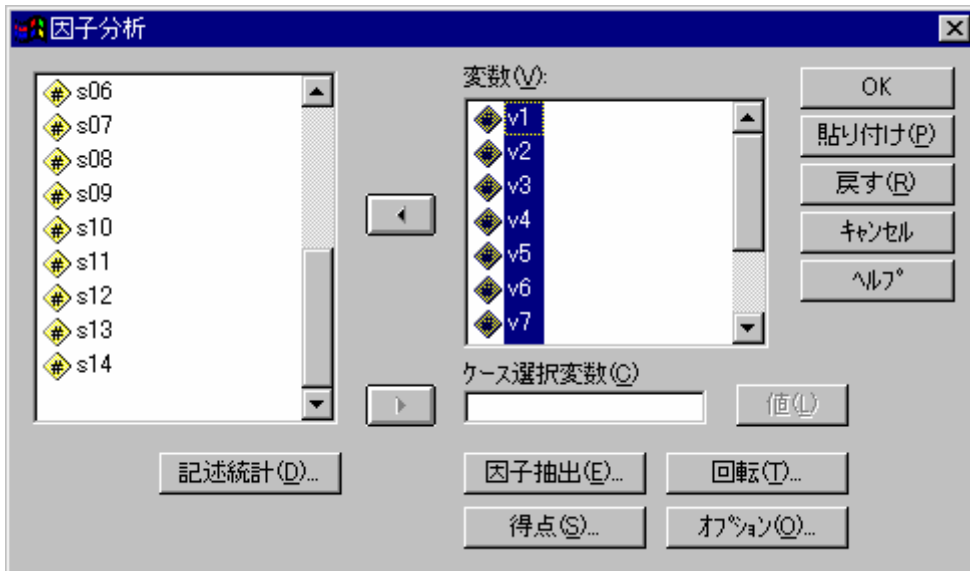 因子分析
s06
s07
s08
s09
s10
s11
s12
s13
s14
変数(V):
v1
v2
v3
v4
v5
v6
v7
ケース選択変数(C)
値(L)
OK
貼り付け(P)
戻す(R)
キャンセル
ヘルプ
記述統計(D)...
因子抽出(E)...
回転(T)...
得点(S)...
オプション(O)...